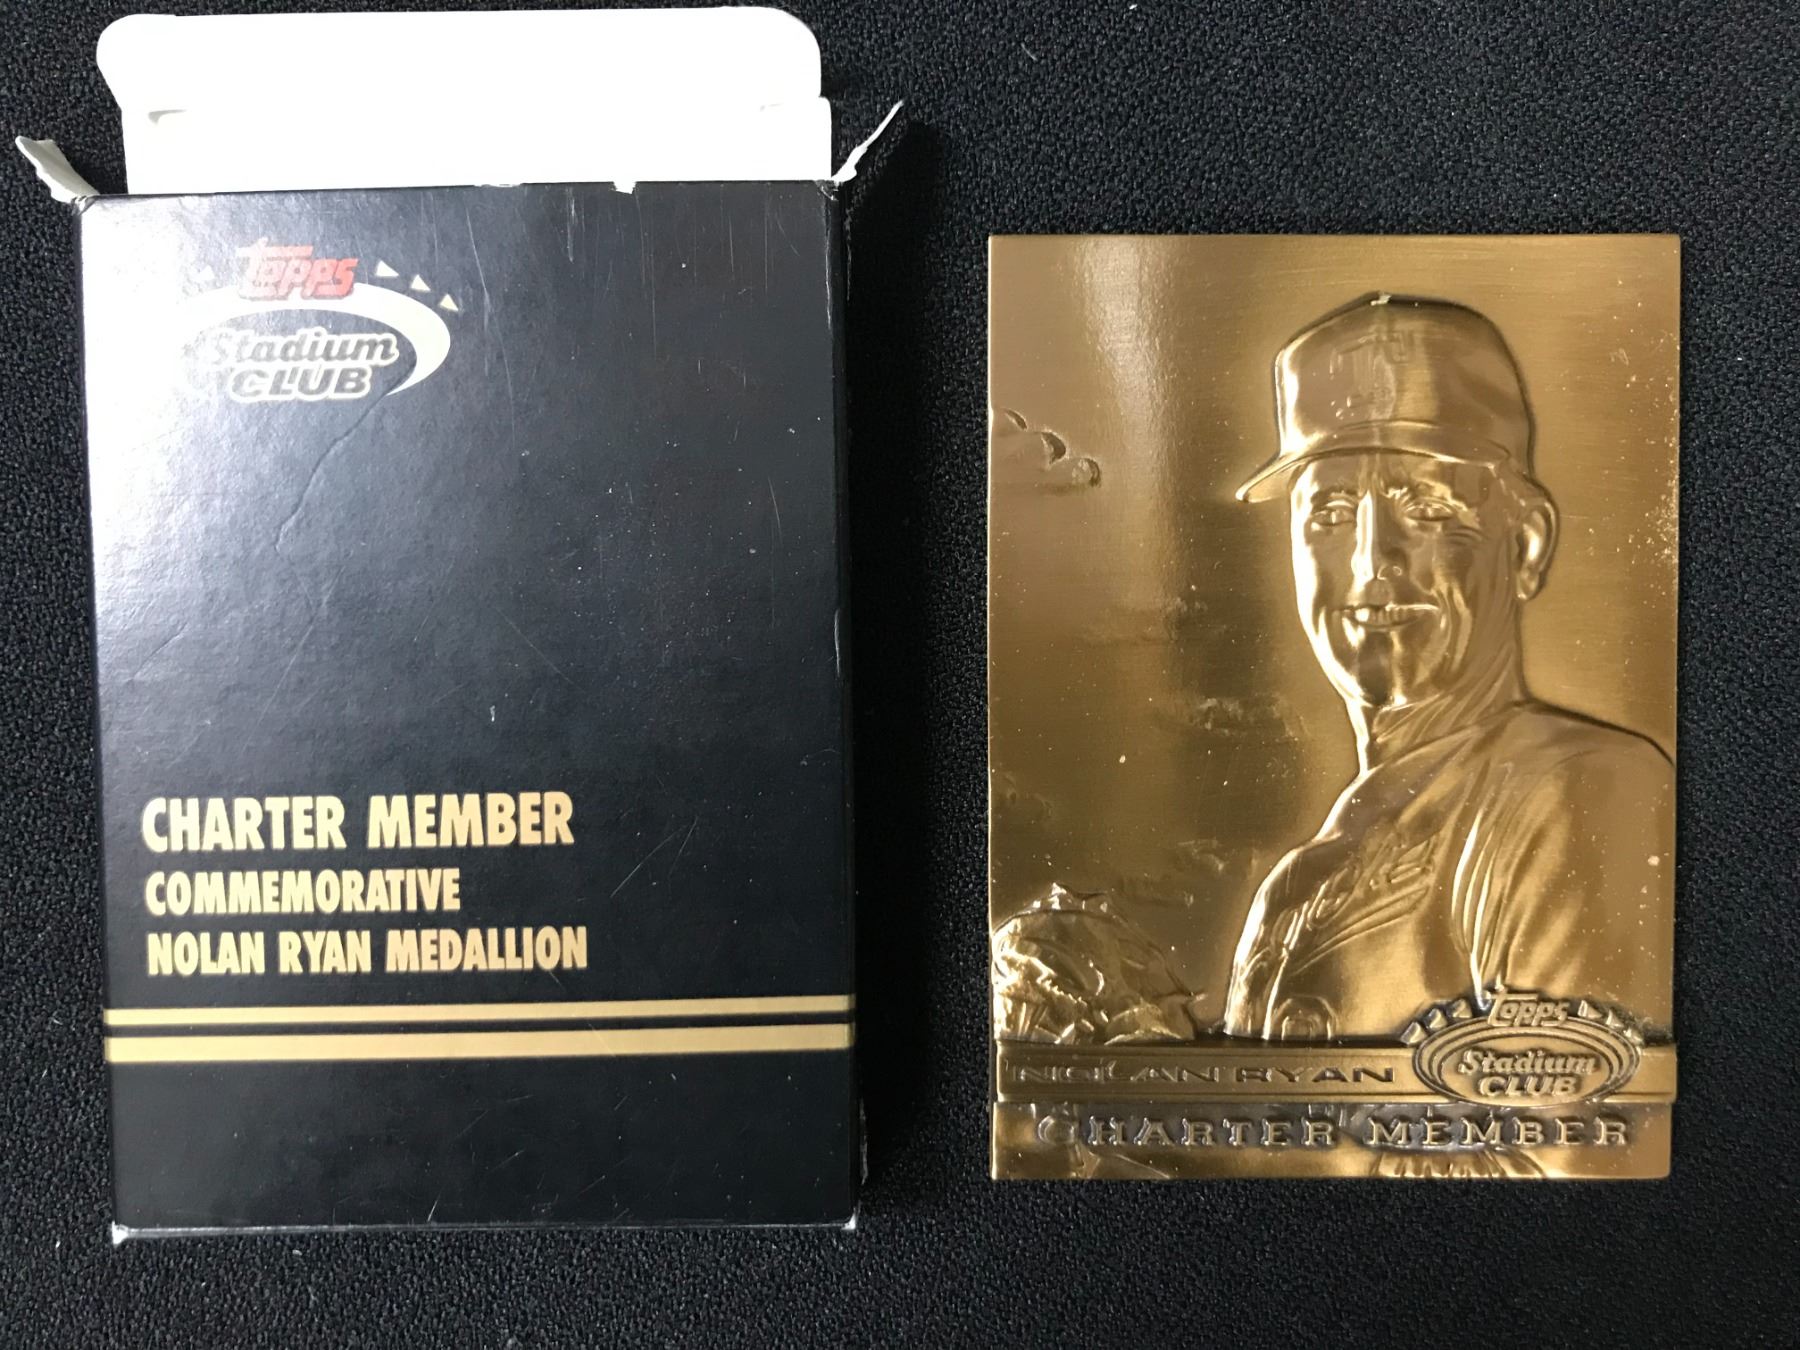 TOPPS
Stadium
CLUB
CHARTER MEMBER
COMMEMORATIVE
NOLAN RYAN MEDALLION
T
Topps
NOLAN RYAN
Stadium
CLUB
CHARTER MEMBER